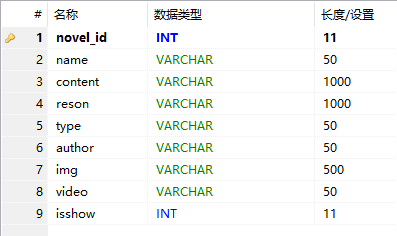 # 名称 数据类型 长度/设置
1 novel_id INT 11
2 name VARCHAR 50
3 content VARCHAR 1000
4 reson VARCHAR 1000
5 type VARCHAR 50
6 author VARCHAR 50
7 img VARCHAR 500
8 video VARCHAR 50
9 isshow INT 11